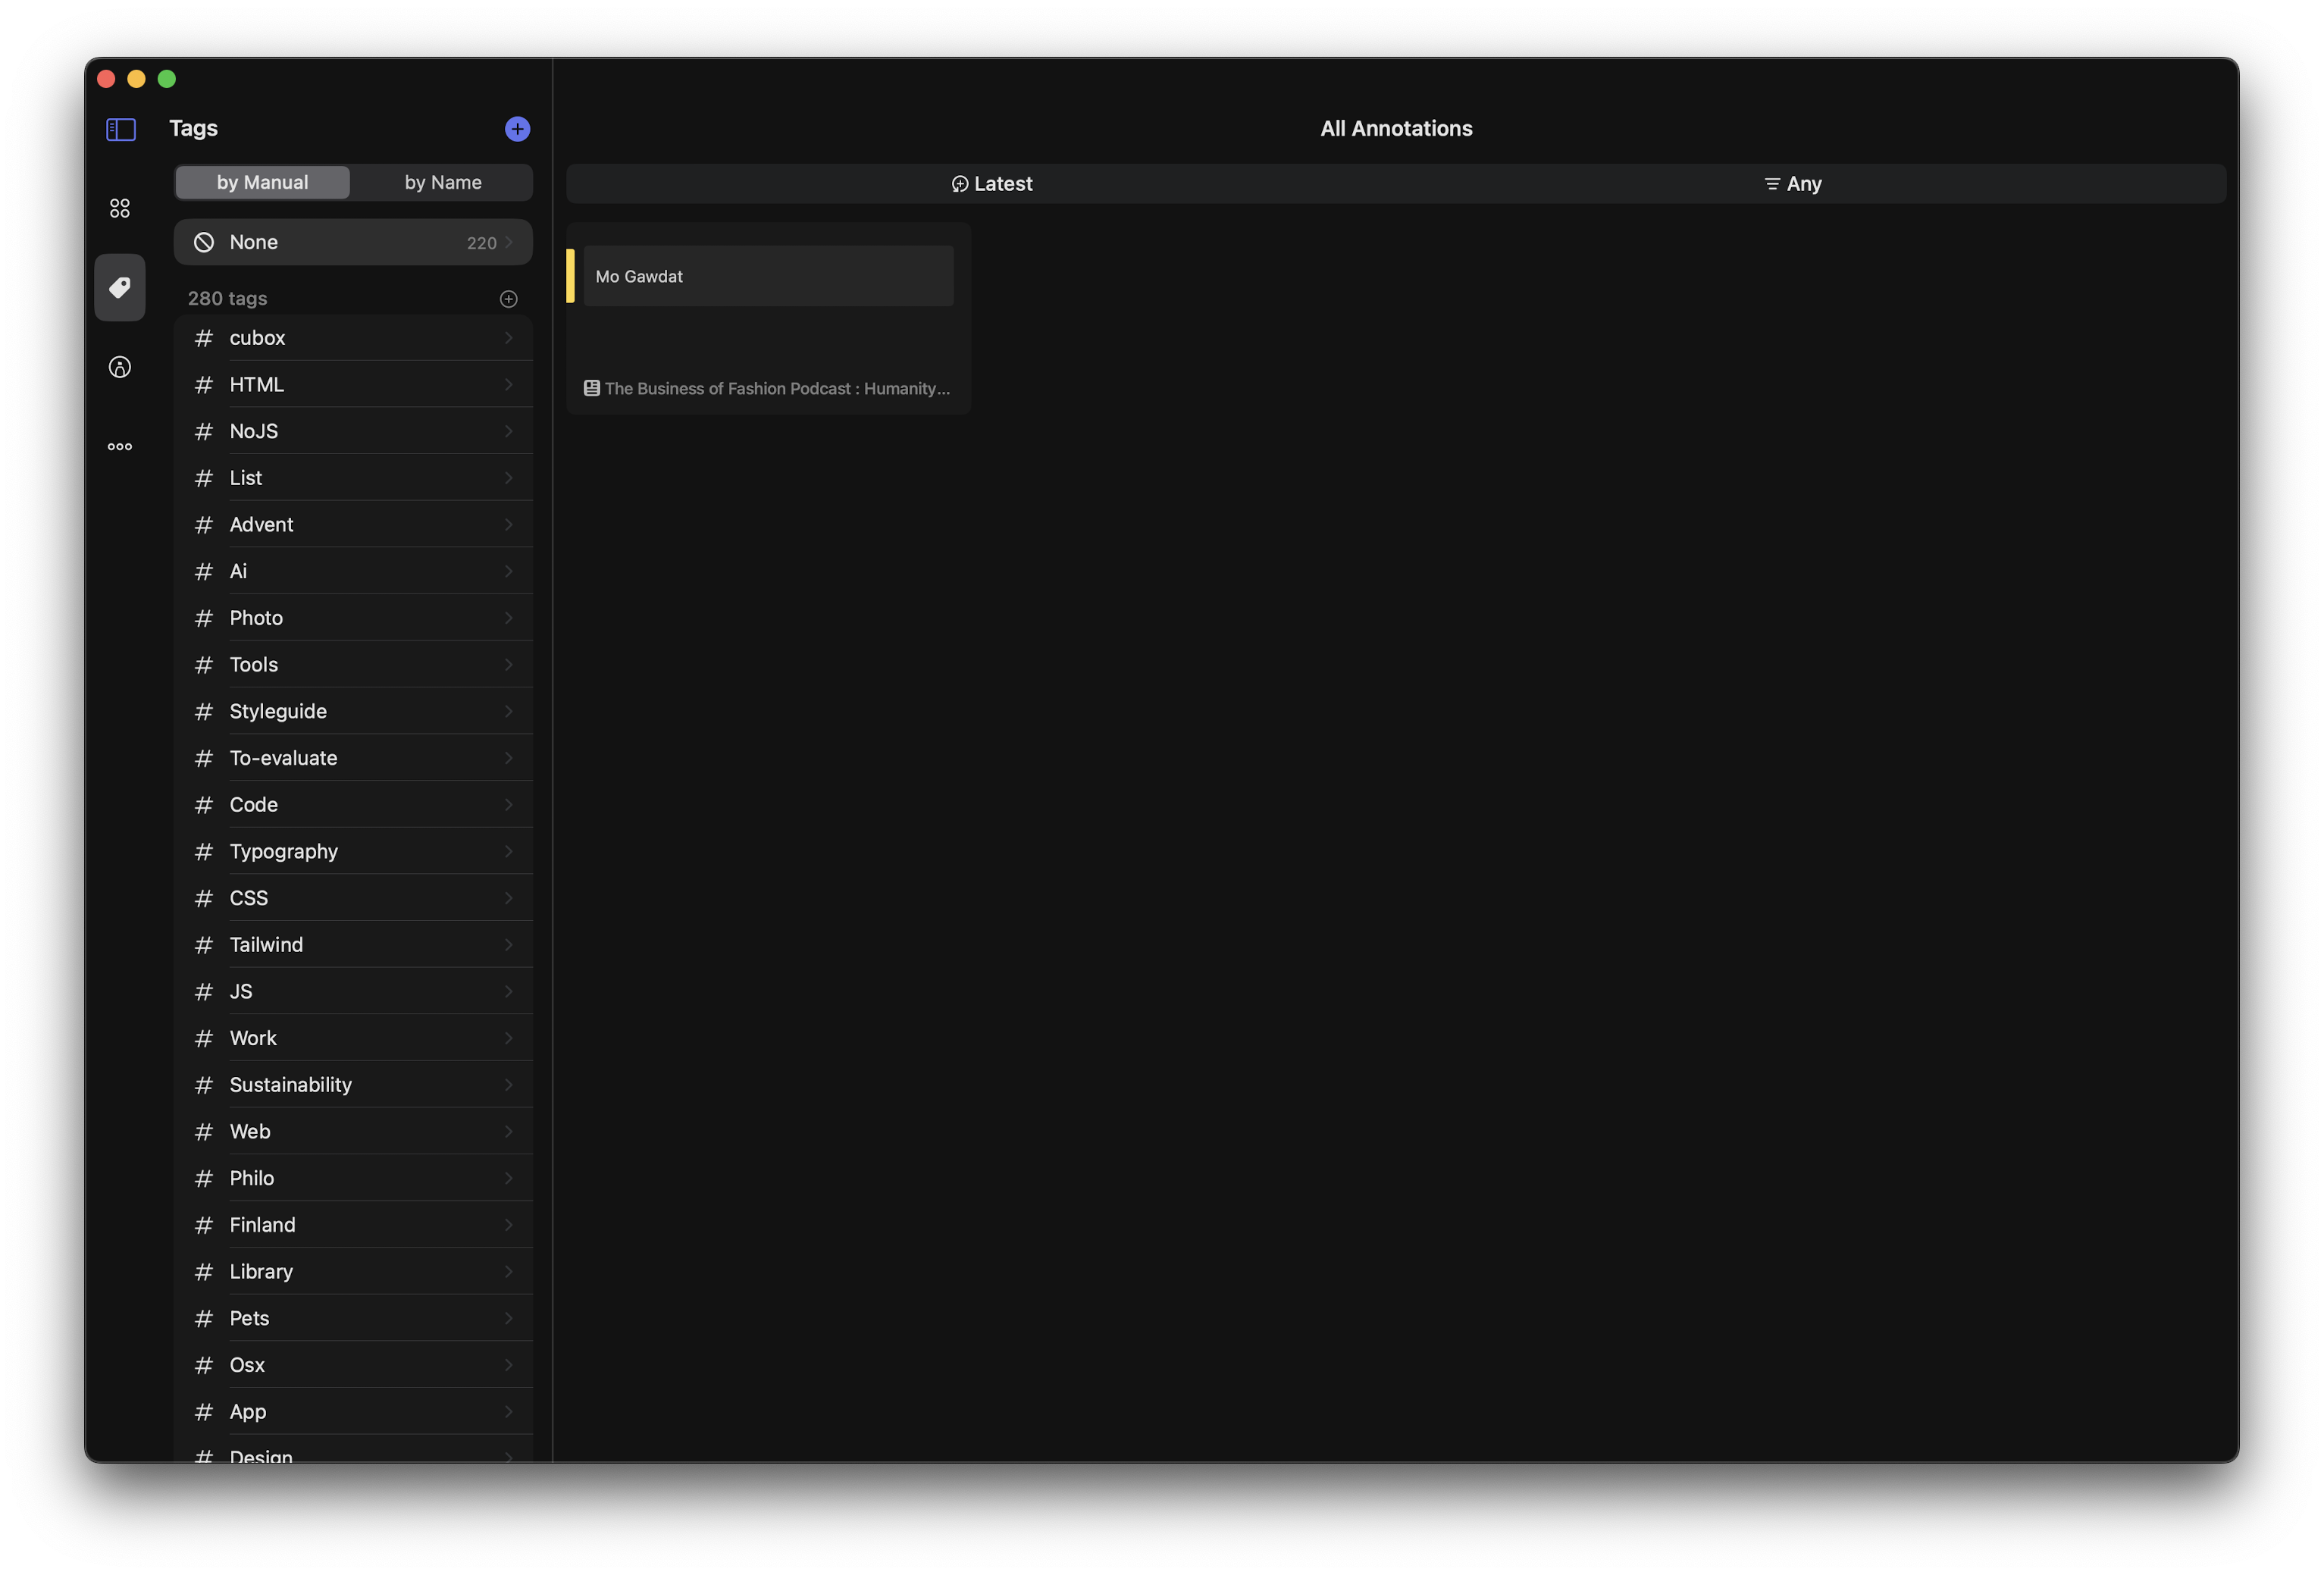 Tags
by Manual
by Name
None
220
280 tags
# cubox
# HTML
# NoJS
# List
# Advent
# Ai
# Photo
# Tools
# Styleguide
# To-evaluate
# Code
# Typography
# CSS
# Tailwind
# JS
# Work
# Sustainability
# Web
# Philo
# Finland
# Library
# Pets
# Osx
# App
# Design
All Annotations
Latest
Any
Mo Gawdat
The Business of Fashion Podcast : Humanity...